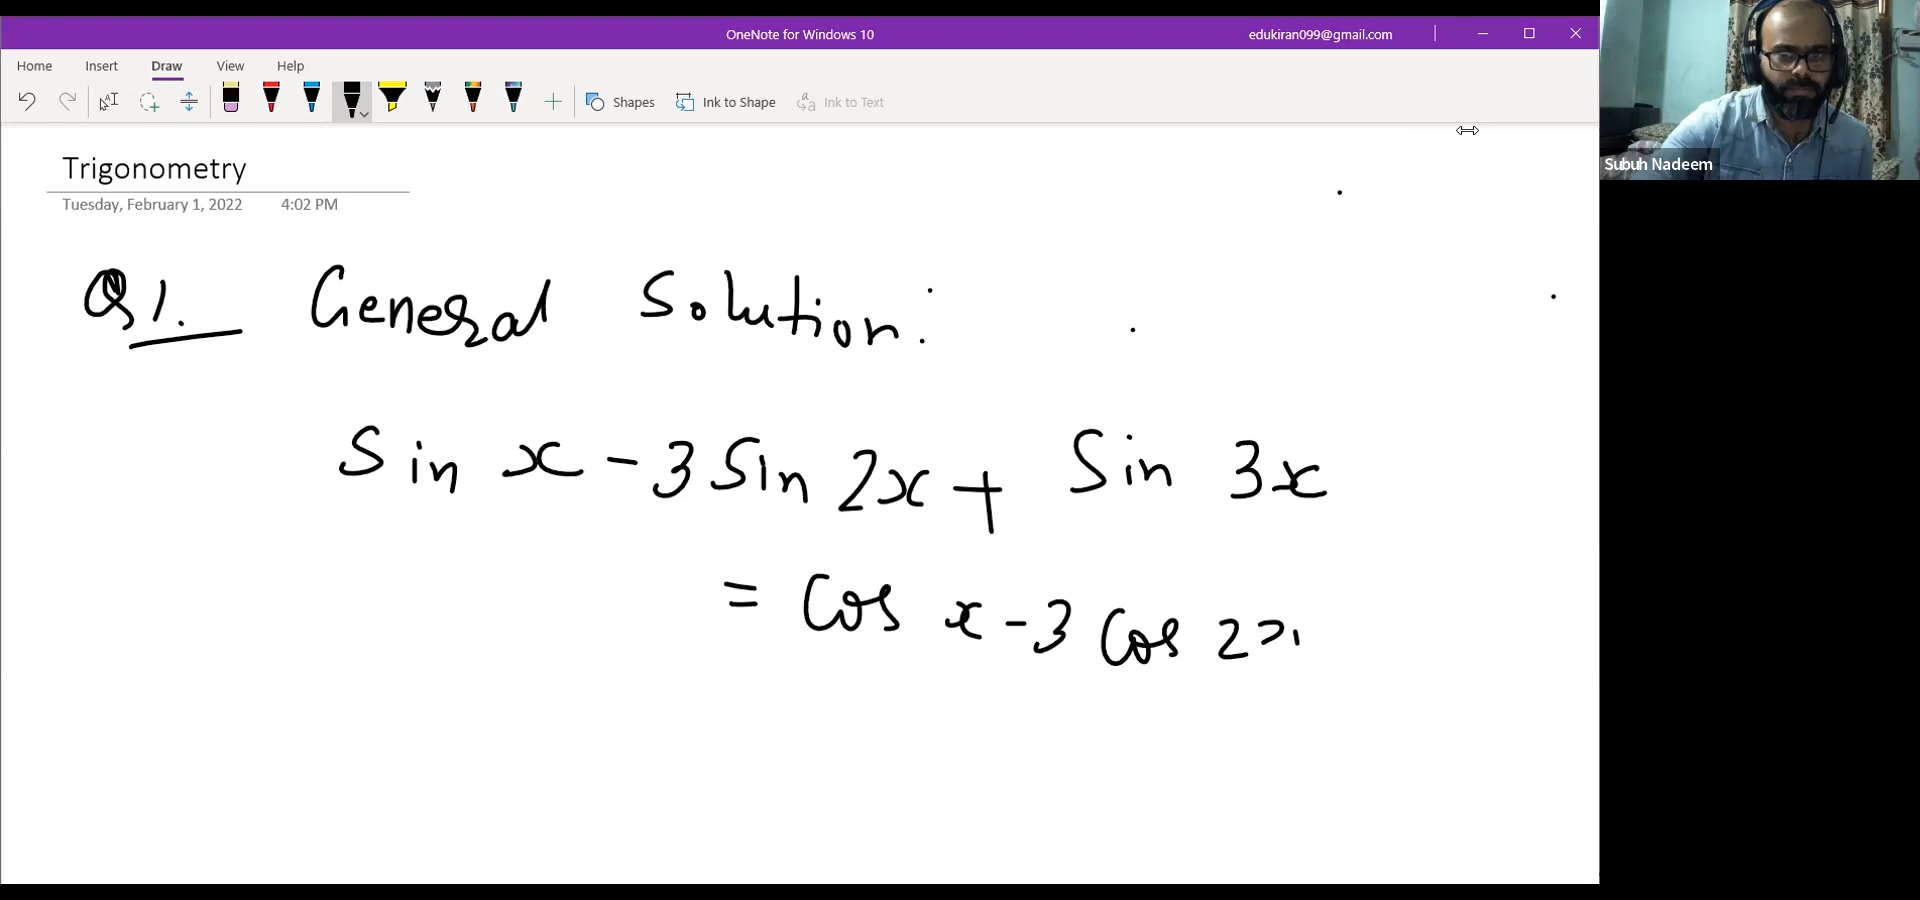 OneNote for Windows 10
edukiran099@gmail.com
Home Insert Draw View Help
Shapes Ink to Shape Ink to Text
Subuh Nadeem
Trigonometry
Tuesday, February 1, 2022 4:02 PM
Q1. General Solution:
Sin x - 3 Sin 2x + Sin 3x
= Cos x - 3 Cos 2x